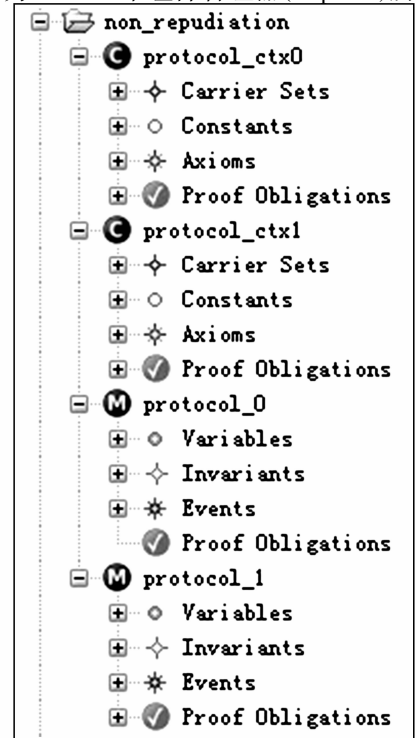 non_repudiation
C protocol_ctx0
Carrier Sets
Constants
Axioms
Proof Obligations
C protocol_ctx1
Carrier Sets
Constants
Axioms
Proof Obligations
M protocol_0
Variables
Invariants
Events
Proof Obligations
M protocol_1
Variables
Invariants
Events
Proof Obligations